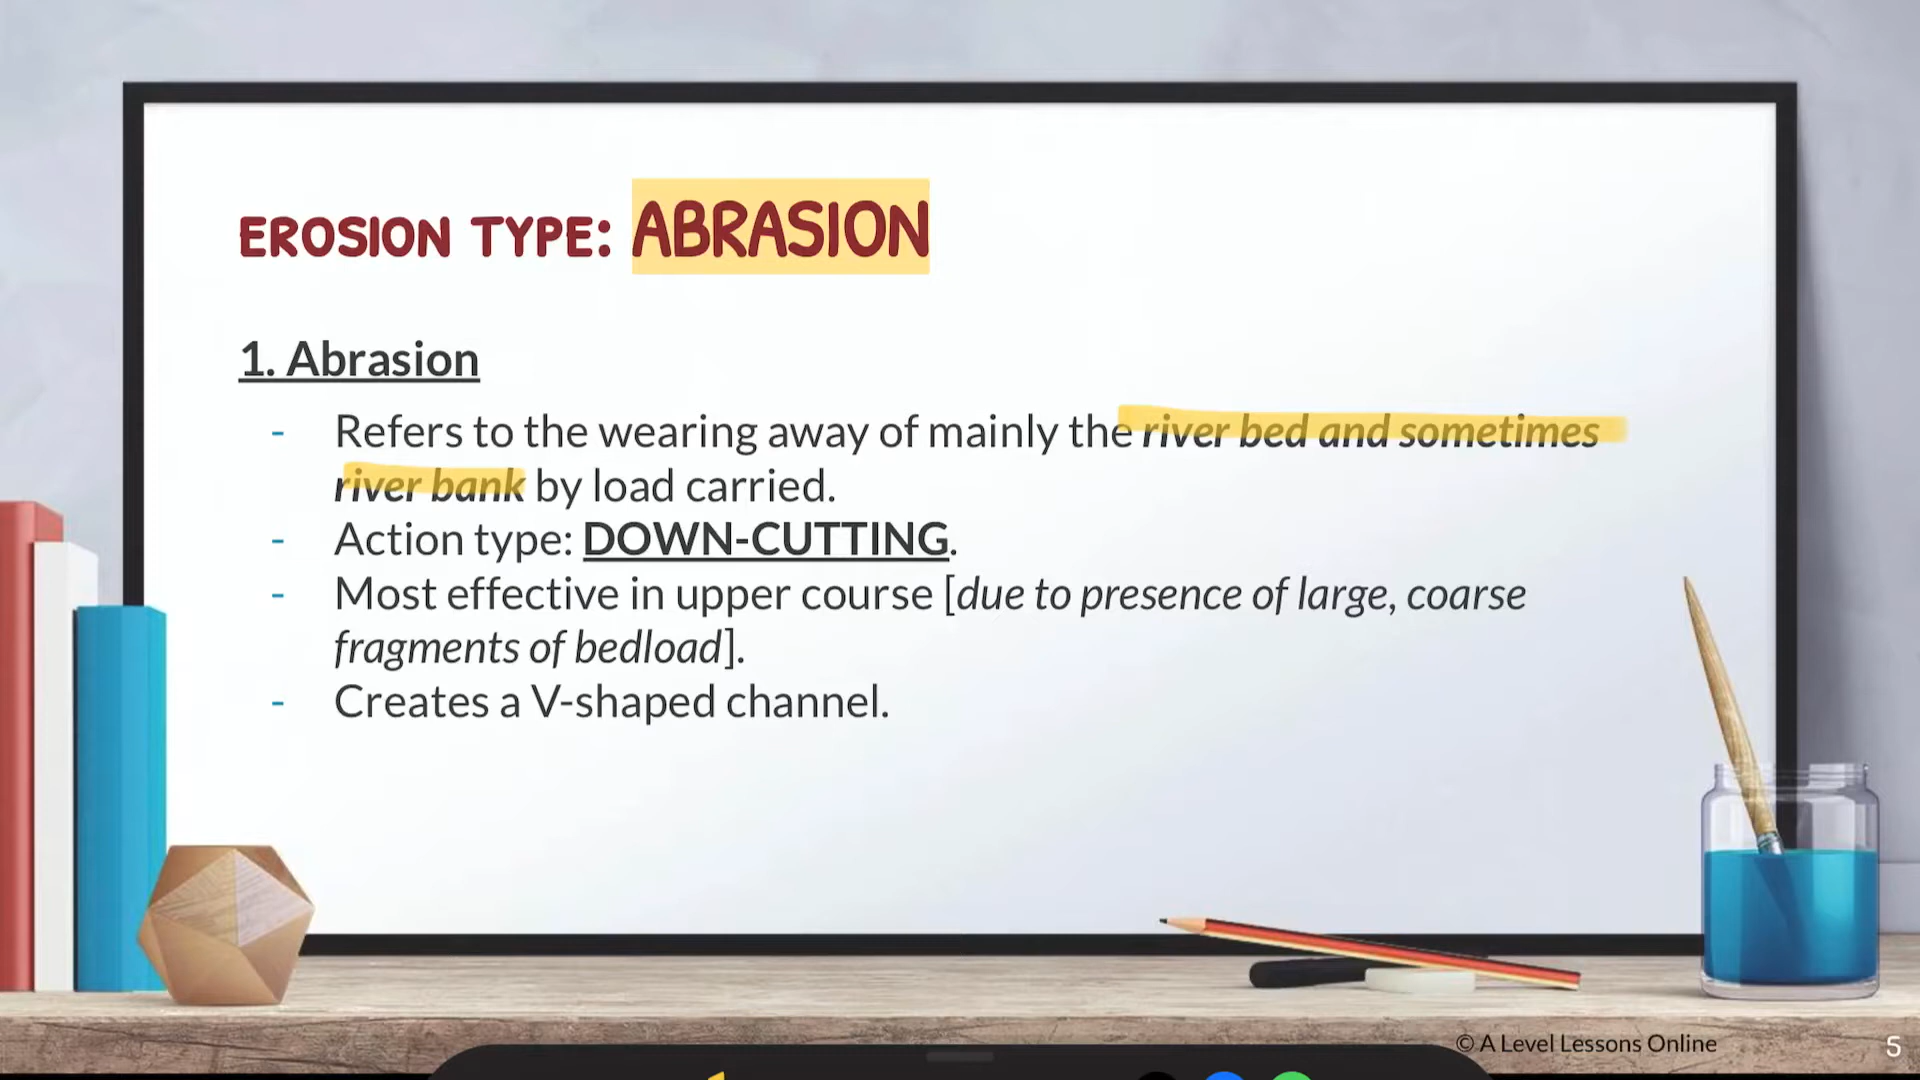 EROSION TYPE: ABRASION
1. Abrasion
- Refers to the wearing away of mainly the river bed and sometimes
river bank by load carried.
- Action type: DOWN-CUTTING.
- Most effective in upper course [due to presence of large, coarse
fragments of bedload].
- Creates a V-shaped channel.
© A Level Lessons Online
5